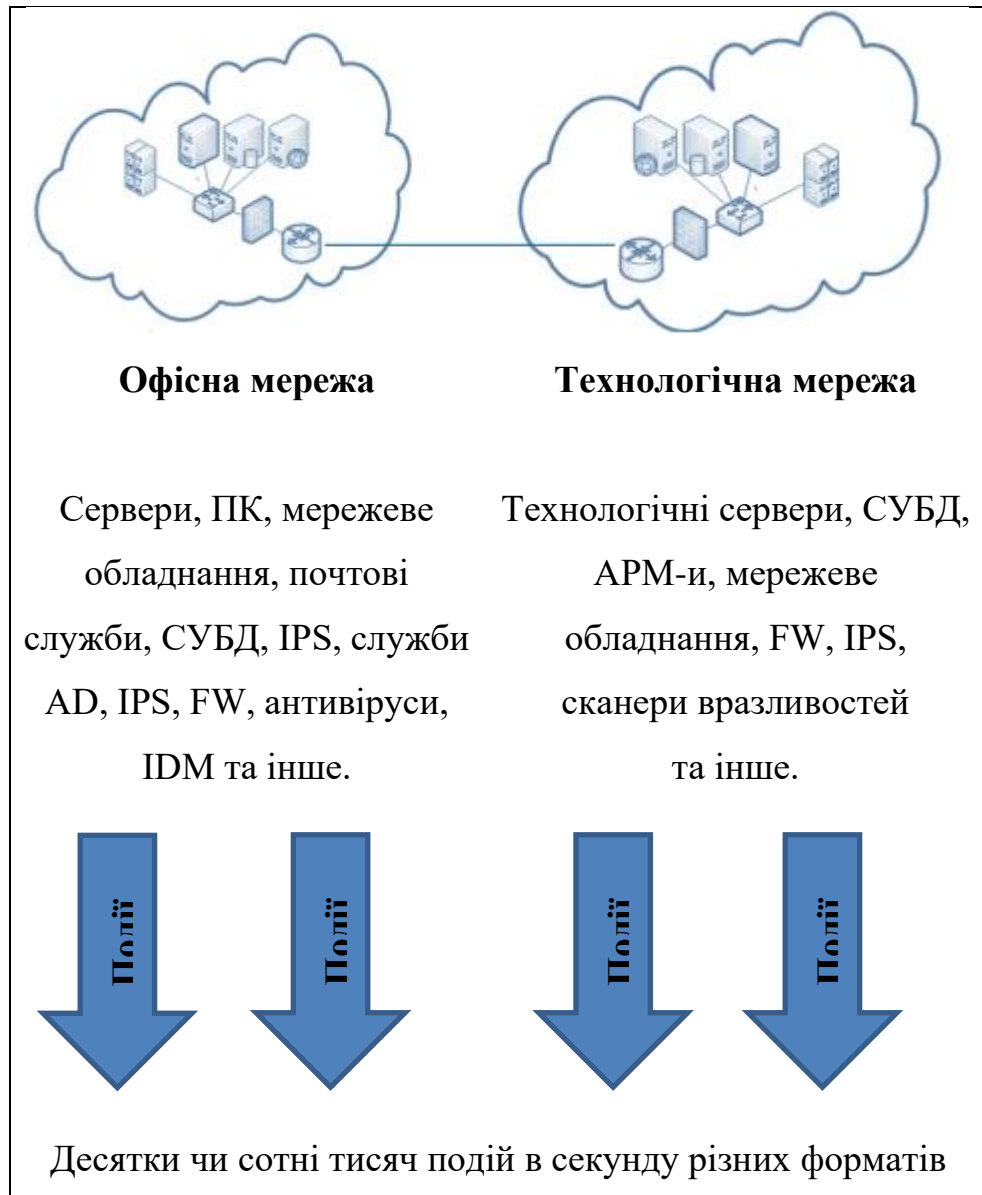 Офісна мережа
Технологічна мережа
Сервери, ПК, мережеве
обладнання, почтові
служби, СУБД, IPS, служби
AD, IPS, FW, антивіруси,
IDM та інше.
Технологічні сервери, СУБД,
АРМ-и, мережеве
обладнання, FW, IPS,
сканери вразливостей
та інше.
Події
Події
Події
Події
Десятки чи сотні тисяч подій в секунду різних форматів